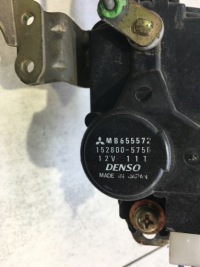 MB655572
152800-5750
12V 11T
DENSO
MADE IN JAPAN